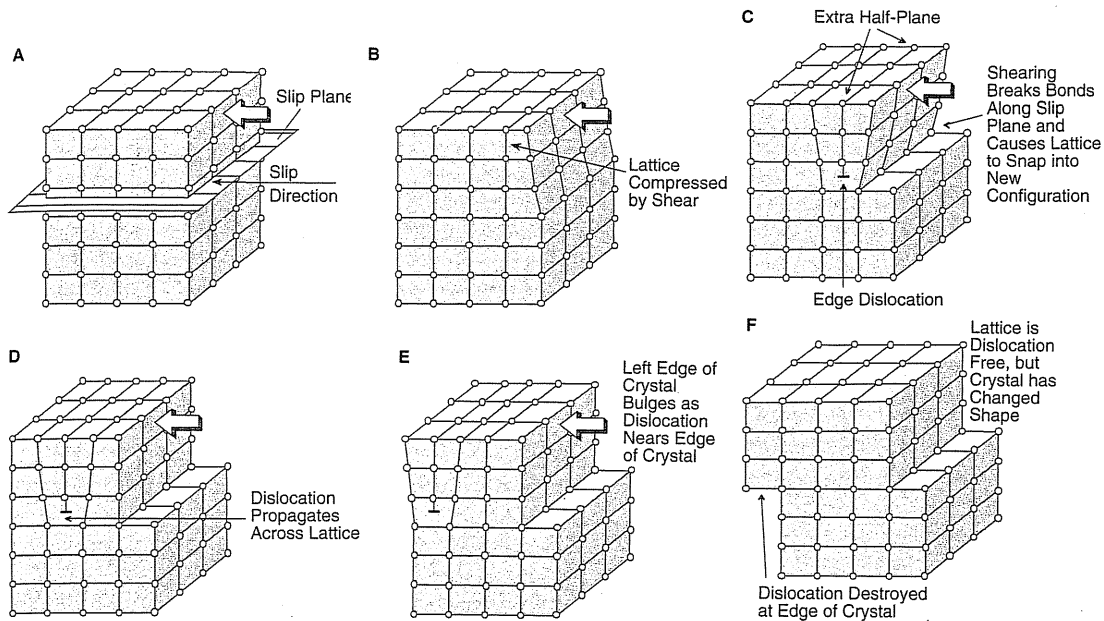 A
Slip Plane
Slip
Direction
B
Lattice
Compressed
by Shear
C
Extra Half-Plane
Shearing
Breaks Bonds
Along Slip
Plane and
Causes Lattice
to Snap into
New
Configuration
Edge Dislocation
D
Dislocation
Propagates
Across Lattice
E
Left Edge of
Crystal
Bulges as
Dislocation
Nears Edge
of Crystal
F
Lattice is
Dislocation
Free, but
Crystal has
Changed
Shape
Dislocation Destroyed
at Edge of Crystal